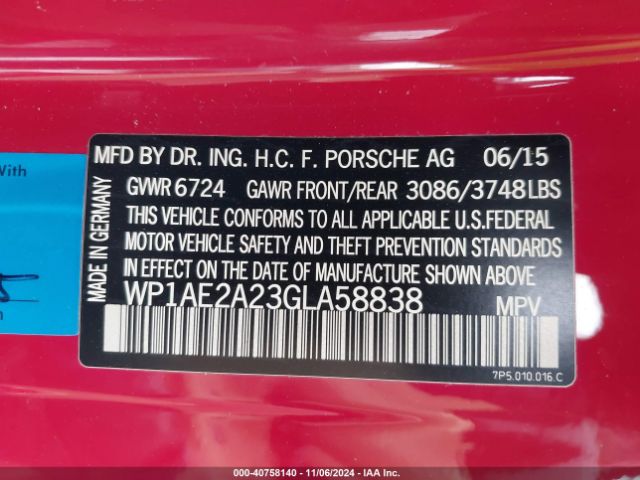 MFD BY DR. ING. H.C. F. PORSCHE AG 06/15
GVWR 6724 GAWR FRONT/REAR 3086/3748 LBS
THIS VEHICLE CONFORMS TO ALL APPLICABLE U.S. FEDERAL
MOTOR VEHICLE SAFETY AND THEFT PREVENTION STANDARDS
IN EFFECT ON THE DATE OF MANUFACTURE SHOWN ABOVE
WP1AE2A23GLA58838 MPV
7P5.010.016.C
MADE IN GERMANY
With
000-40758140 - 11/06/2024 - IAA Inc.